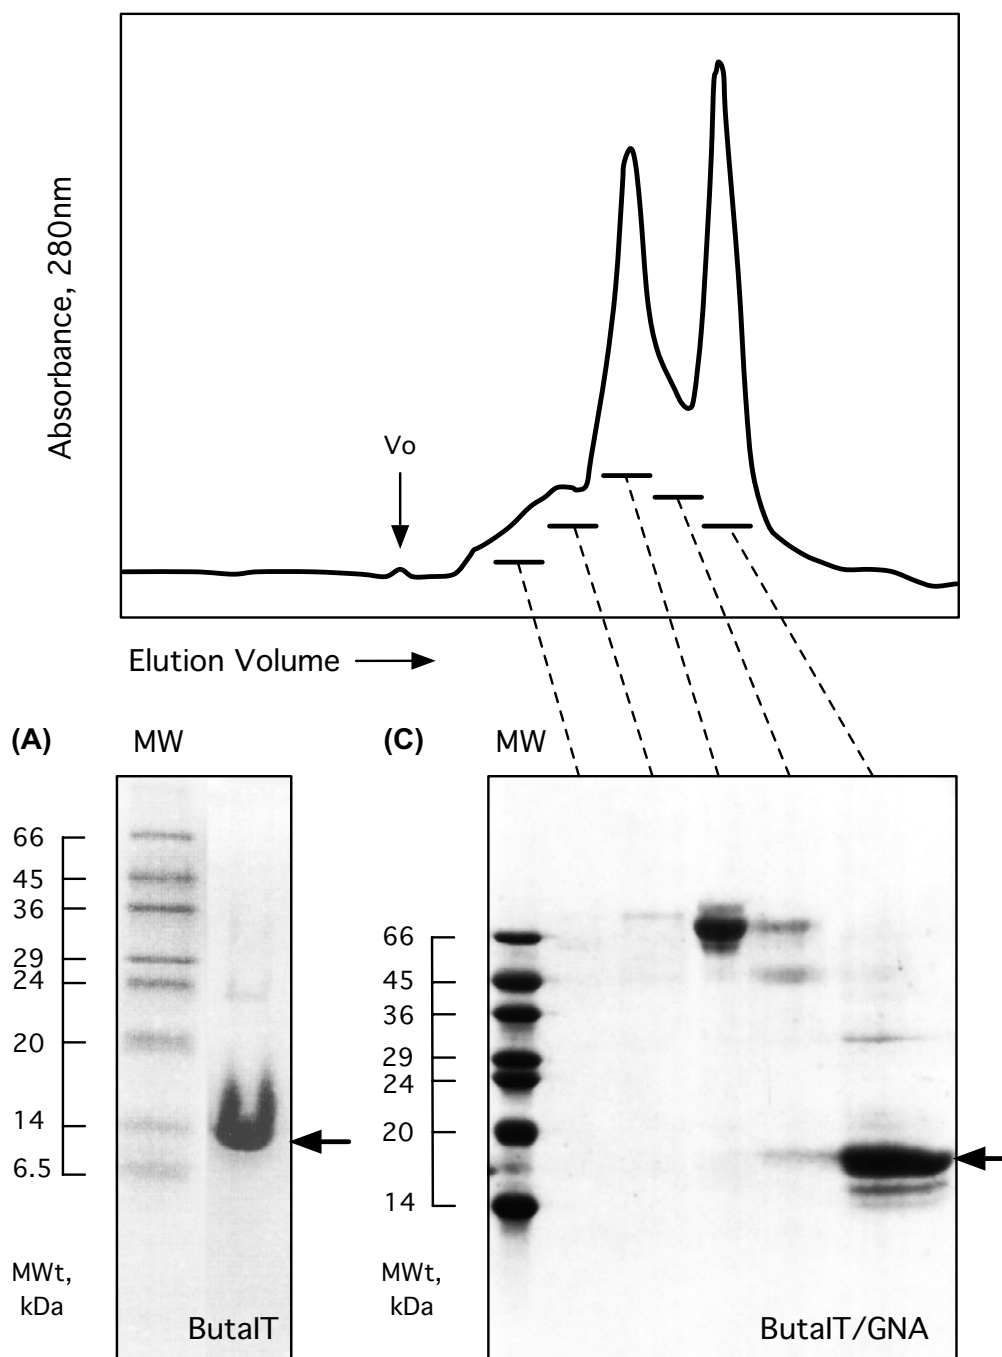 Absorbance, 280nm
Vo
Elution Volume
(A)
MW
66
45
36
29
24
20
14
6.5
MWt,
kDa
ButaIT
(C)
MW
66
45
36
29
24
20
14
MWt,
kDa
ButaIT/GNA